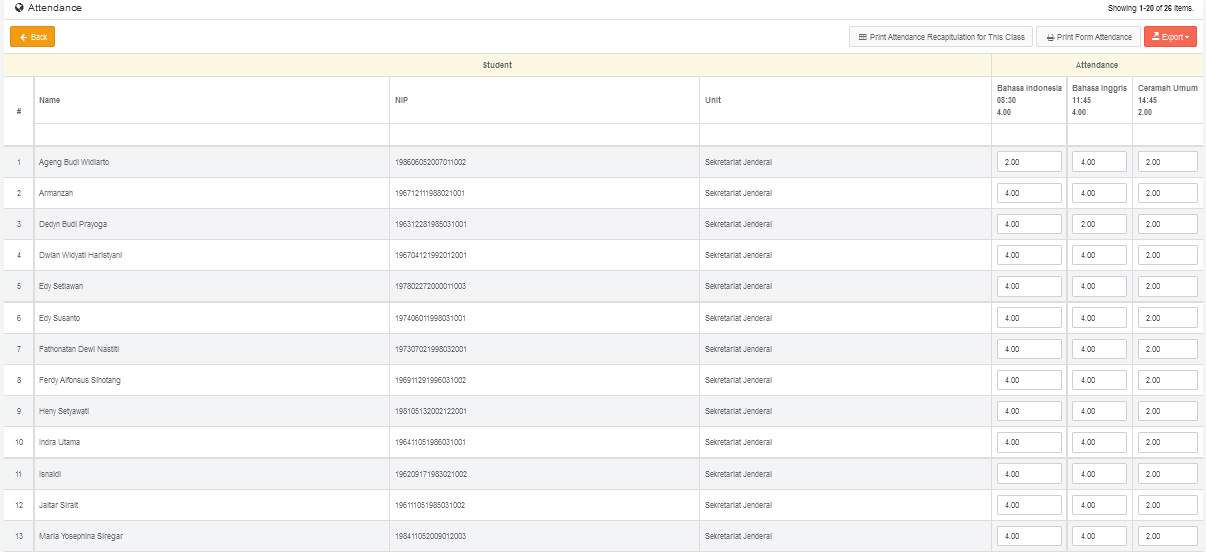 Attendance
Showing 1-20 of 26 items.
Back
Print Attendance Recapitulation for This Class
Print Form Attendance
Export
Student Attendance
# Name NIP Unit Bahasa Indonesia 08:30 4.00 Bahasa Inggris 11:45 4.00 Ceramah Umum 14:45 2.00
1 Ageng Budi Widiarto 198606052007011002 Sekretariat Jenderal 2.00 4.00 2.00
2 Armanzah 196712111988021001 Sekretariat Jenderal 4.00 4.00 2.00
3 Dedyn Budi Prayoga 196312281985031001 Sekretariat Jenderal 4.00 2.00 2.00
4 Dwian Widyati Haristyani 196704121992012001 Sekretariat Jenderal 4.00 4.00 2.00
5 Edy Setiawan 197802272000011003 Sekretariat Jenderal 4.00 4.00 2.00
6 Edy Susanto 197406011998031001 Sekretariat Jenderal 4.00 4.00 2.00
7 Fathonatan Dewi Nastiti 197307021998032001 Sekretariat Jenderal 4.00 4.00 2.00
8 Ferdy Alfonsus Sihotang 196911291996031002 Sekretariat Jenderal 4.00 4.00 2.00
9 Heny Setyawati 198105132002122001 Sekretariat Jenderal 4.00 4.00 2.00
10 Indra Utama 196411051986031001 Sekretariat Jenderal 4.00 4.00 2.00
11 Isnaldi 196209171983021002 Sekretariat Jenderal 4.00 4.00 2.00
12 Jaitar Sirait 196111051985031002 Sekretariat Jenderal 4.00 4.00 2.00
13 Maria Yosephina Siregar 198411052009012003 Sekretariat Jenderal 4.00 4.00 2.00